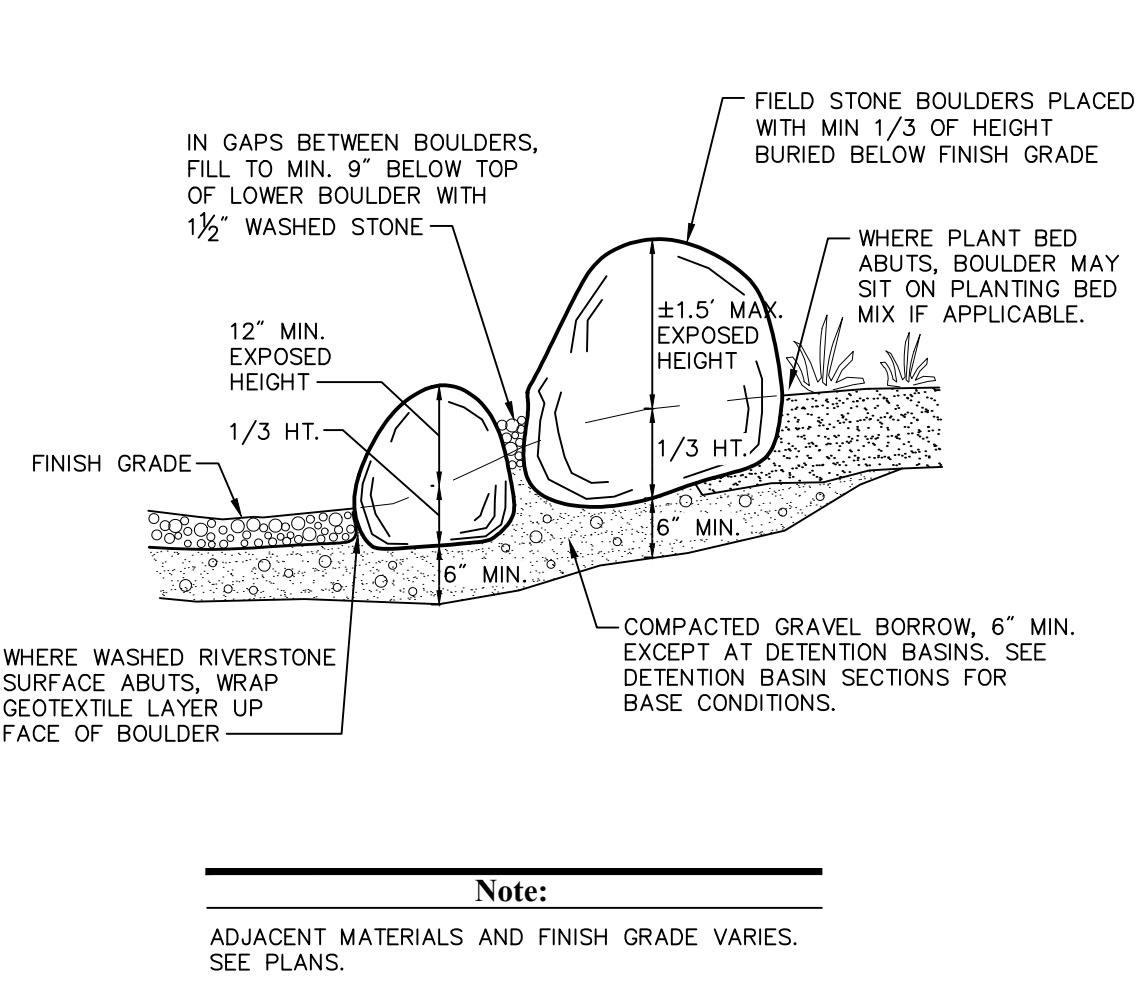 FIELD STONE BOULDERS PLACED
WITH MIN 1/3 OF HEIGHT
BURIED BELOW FINISH GRADE
IN GAPS BETWEEN BOULDERS,
FILL TO MIN. 9" BELOW TOP
OF LOWER BOULDER WITH
1½" WASHED STONE
WHERE PLANT BED
ABUTS, BOULDER MAY
SIT ON PLANTING BED
MIX IF APPLICABLE.
±1.5' MAX.
EXPOSED
HEIGHT
12" MIN.
EXPOSED
HEIGHT
1/3 HT.
1/3 HT.
FINISH GRADE
6" MIN.
6" MIN.
COMPACTED GRAVEL BORROW, 6" MIN.
EXCEPT AT DETENTION BASINS. SEE
DETENTION BASIN SECTIONS FOR
BASE CONDITIONS.
WHERE WASHED RIVERSTONE
SURFACE ABUTS, WRAP
GEOTEXTILE LAYER UP
FACE OF BOULDER
Note:
ADJACENT MATERIALS AND FINISH GRADE VARIES.
SEE PLANS.